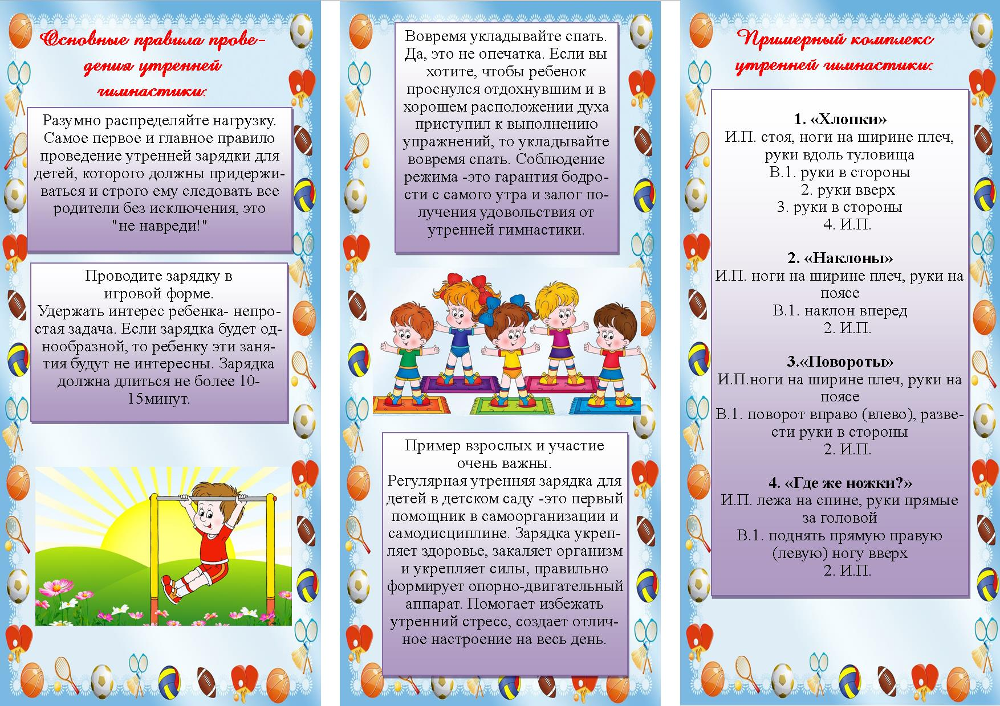 Основные правила прове-
дения утренней
гимнастики:
Разумно распределяйте нагрузку.
Самое первое и главное правило
проведение утренней зарядки для
детей, которого должны придержи-
ваться и строго ему следовать все
родители без исключения, это
"не навреди!"
Проводите зарядку в
игровой форме.
Удержать интерес ребенка- непро-
стая задача. Если зарядка будет од-
нообразной, то ребенку эти заня-
тия будут не интересны. Зарядка
должна длиться не более 10-
15минут.
Вовремя укладывайте спать.
Да, это не опечатка. Если вы
хотите, чтобы ребенок
проснулся отдохнувшим и в
хорошем расположении духа
приступил к выполнению
упражнений, то укладывайте
вовремя спать. Соблюдение
режима -это гарантия бодро-
сти с самого утра и залог по-
лучения удовольствия от
утренней гимнастики.
Пример взрослых и участие
очень важны.
Регулярная утренняя зарядка для
детей в детском саду -это первый
помощник в самоорганизации и
самодисциплине. Зарядка укреп-
ляет здоровье, закаляет организм
и укрепляет силы, правильно
формирует опорно-двигательный
аппарат. Помогает избежать
утренний стресс, создает отлич-
ное настроение на весь день.
Примерный комплекс
утренней гимнастики:
1. «Хлопки»
И.П. стоя, ноги на ширине плеч,
руки вдоль туловища
В.1. руки в стороны
2. руки вверх
3. руки в стороны
4. И.П.
2. «Наклоны»
И.П. ноги на ширине плеч, руки на
поясе
В.1. наклон вперед
2. И.П.
3.«Повороты»
И.П.ноги на ширине плеч, руки на
поясе
В.1. поворот вправо (влево), разве-
сти руки в стороны
2. И.П.
4. «Где же ножки?»
И.П. лежа на спине, руки прямые
за головой
В.1. поднять прямую правую
(левую) ногу вверх
2. И.П.